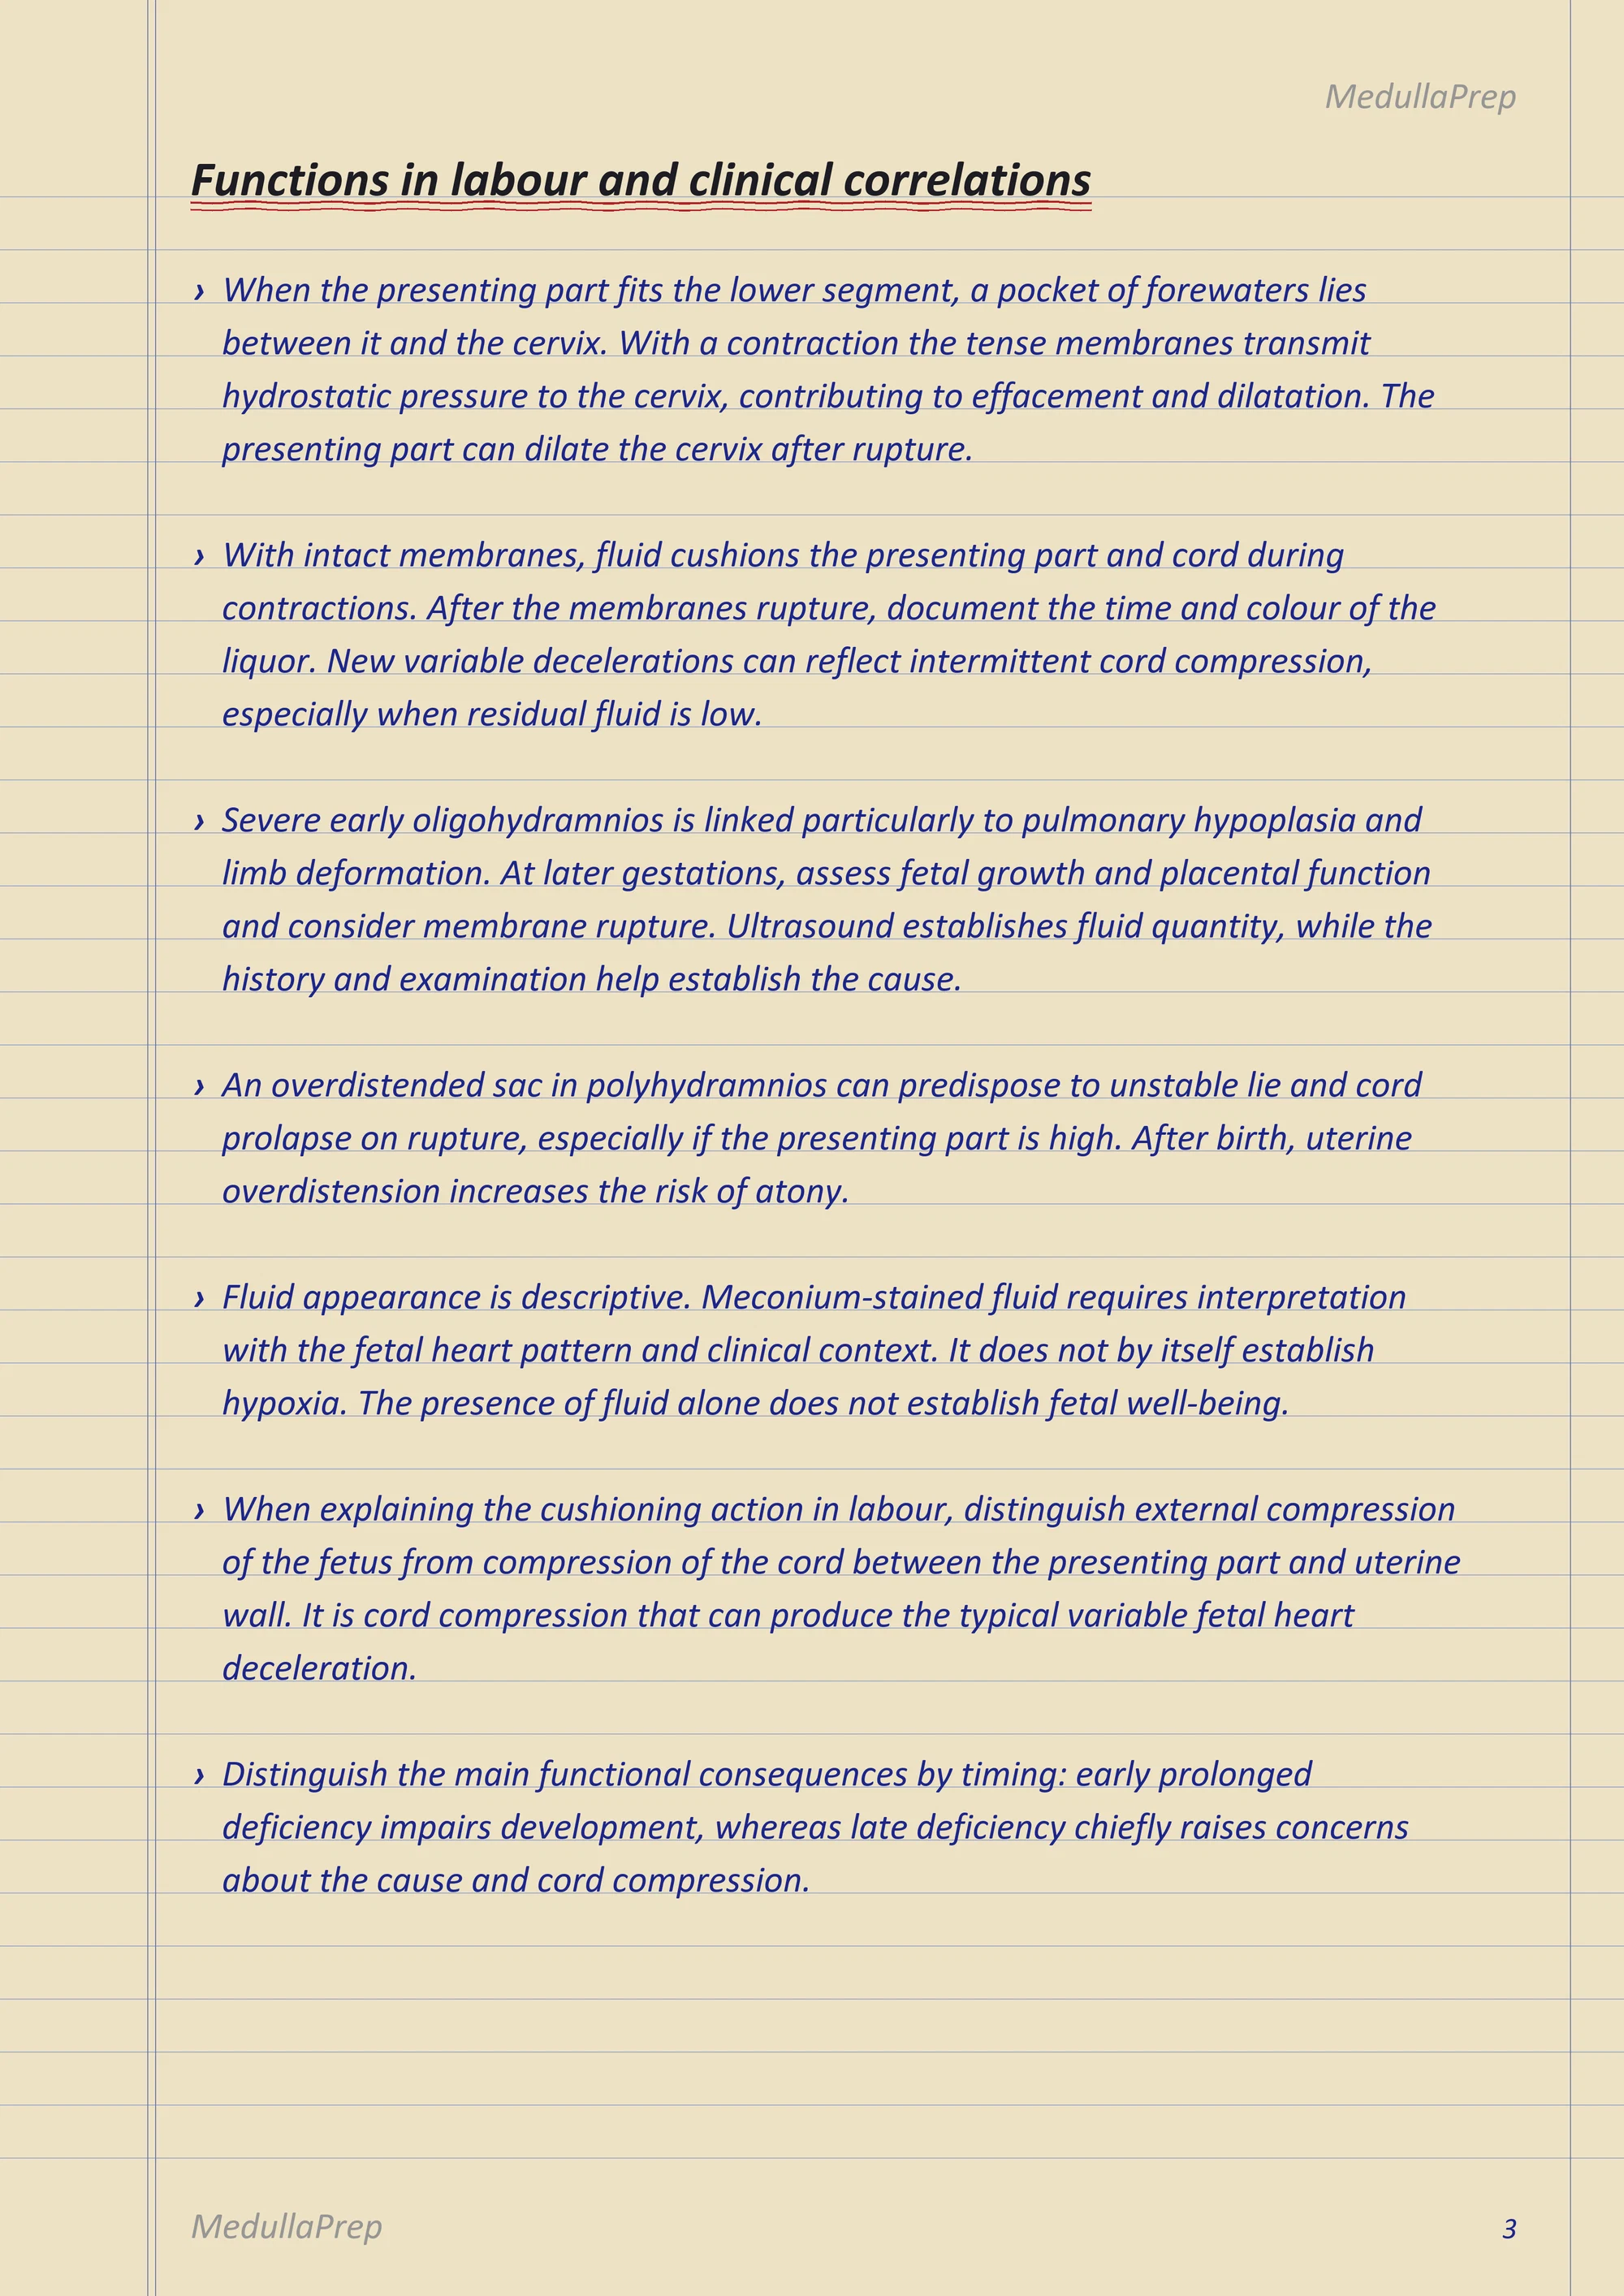 MedullaPrep
Functions in labour and clinical correlations
› When the presenting part fits the lower segment, a pocket of forewaters lies
between it and the cervix. With a contraction the tense membranes transmit
hydrostatic pressure to the cervix, contributing to effacement and dilatation. The
presenting part can dilate the cervix after rupture.
› With intact membranes, fluid cushions the presenting part and cord during
contractions. After the membranes rupture, document the time and colour of the
liquor. New variable decelerations can reflect intermittent cord compression,
especially when residual fluid is low.
› Severe early oligohydramnios is linked particularly to pulmonary hypoplasia and
limb deformation. At later gestations, assess fetal growth and placental function
and consider membrane rupture. Ultrasound establishes fluid quantity, while the
history and examination help establish the cause.
› An overdistended sac in polyhydramnios can predispose to unstable lie and cord
prolapse on rupture, especially if the presenting part is high. After birth, uterine
overdistension increases the risk of atony.
› Fluid appearance is descriptive. Meconium-stained fluid requires interpretation
with the fetal heart pattern and clinical context. It does not by itself establish
hypoxia. The presence of fluid alone does not establish fetal well-being.
› When explaining the cushioning action in labour, distinguish external compression
of the fetus from compression of the cord between the presenting part and uterine
wall. It is cord compression that can produce the typical variable fetal heart
deceleration.
› Distinguish the main functional consequences by timing: early prolonged
deficiency impairs development, whereas late deficiency chiefly raises concerns
about the cause and cord compression.
MedullaPrep
3